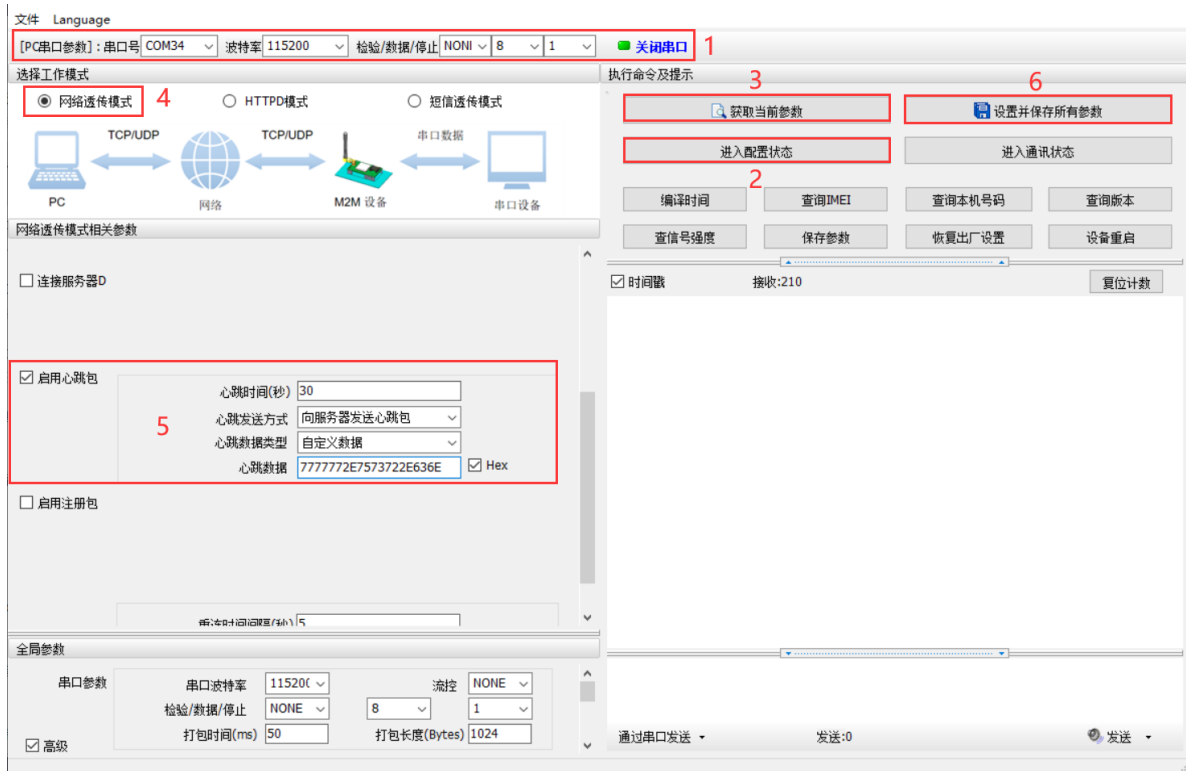 文件 Language
[PC串口参数]：串口号 COM34 波特率 115200 检验/数据/停止 NONI 8 1 关闭串口 1
选择工作模式
网络透传模式 4 HTTPD模式 短信透传模式
TCP/UDP TCP/UDP 串口数据
PC 网络 M2M 设备 串口设备
网络透传模式相关参数
连接服务器D
启用心跳包
心跳时间(秒) 30
心跳发送方式 向服务器发送心跳包
5
心跳数据类型 自定义数据
心跳数据 7777772E7573722E636E Hex
启用注册包
重连时间间隔(秒) 5
全局参数
串口参数 串口波特率 11520( 流控 NONE
检验/数据/停止 NONE 8 1
打包时间(ms) 50 打包长度(Bytes) 1024
高级
执行命令及提示
3 6
获取当前参数 设置并保存所有参数
进入配置状态 进入通讯状态
2
编译时间 查询IMEI 查询本机号码 查询版本
查信号强度 保存参数 恢复出厂设置 设备重启
时间戳 接收:210 复位计数
通过串口发送 发送:0 发送